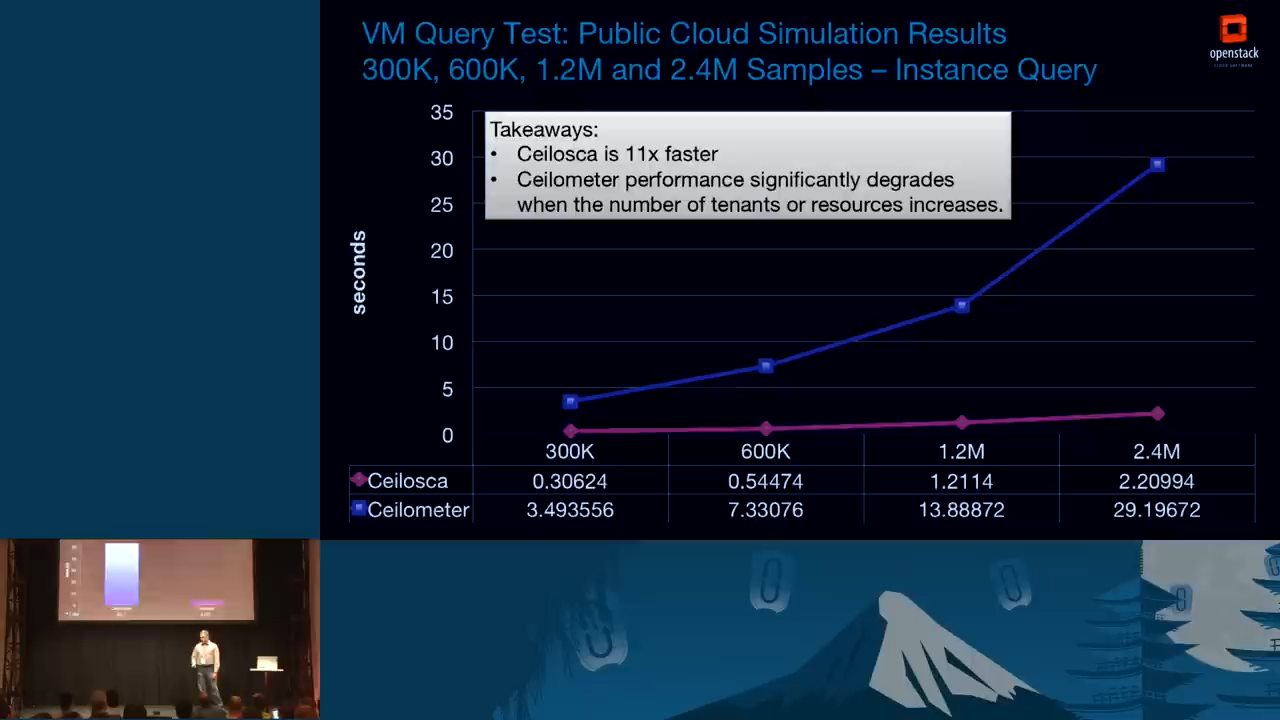 VM Query Test: Public Cloud Simulation Results
300K, 600K, 1.2M and 2.4M Samples – Instance Query
openstack
CLOUD SOFTWARE
Takeaways:
• Ceilosca is 11x faster
• Ceilometer performance significantly degrades
when the number of tenants or resources increases.
seconds
35
30
25
20
15
10
5
0
300K 600K 1.2M 2.4M
Ceilosca 0.30624 0.54474 1.2114 2.20994
Ceilometer 3.493556 7.33076 13.88872 29.19672